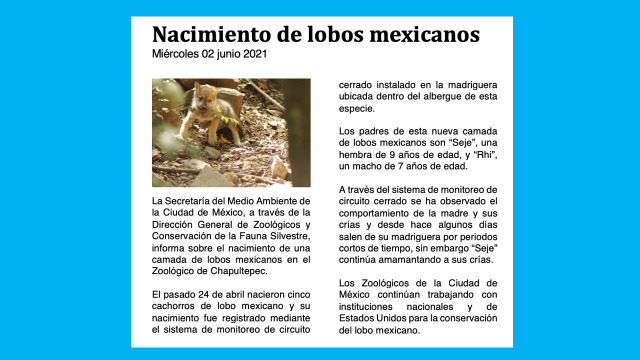 Nacimiento de lobos mexicanos
Miércoles 02 junio 2021
La Secretaría del Medio Ambiente de
la Ciudad de México, a través de la
Dirección General de Zoológicos y
Conservación de la Fauna Silvestre,
informa sobre el nacimiento de una
camada de lobos mexicanos en el
Zoológico de Chapultepec.
El pasado 24 de abril nacieron cinco
cachorros de lobo mexicano y su
nacimiento fue registrado mediante
el sistema de monitoreo de circuito
cerrado instalado en la madriguera
ubicada dentro del albergue de esta
especie.
Los padres de esta nueva camada
de lobos mexicanos son “Seje”, una
hembra de 9 años de edad, y “Rhi”,
un macho de 7 años de edad.
A través del sistema de monitoreo de
circuito cerrado se ha observado el
comportamiento de la madre y sus
crías y desde hace algunos días
salen de su madriguera por periodos
cortos de tiempo, sin embargo “Seje”
continúa amamantando a sus crías.
Los Zoológicos de la Ciudad de
México continúan trabajando con
instituciones nacionales y de
Estados Unidos para la conservación
del lobo mexicano.